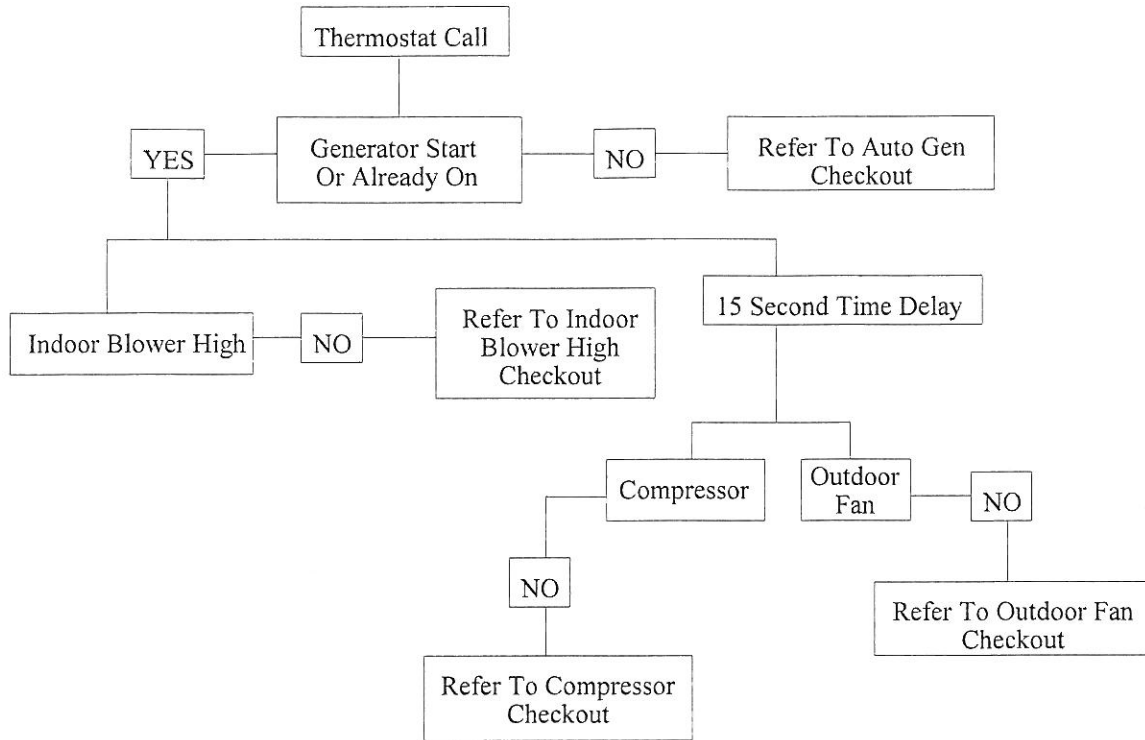 Thermostat Call
YES
Generator Start
Or Already On
NO
Refer To Auto Gen
Checkout
Indoor Blower High
NO
Refer To Indoor
Blower High
Checkout
15 Second Time Delay
Compressor
Outdoor
Fan
NO
NO
Refer To Outdoor Fan
Checkout
Refer To Compressor
Checkout